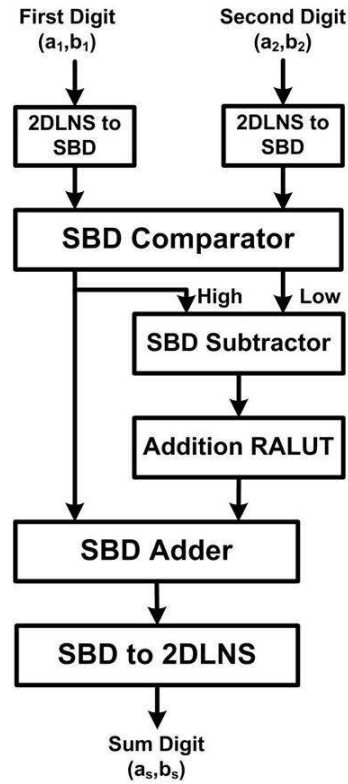 First Digit
(a₁,b₁)
Second Digit
(a₂,b₂)
2DLNS to
SBD
2DLNS to
SBD
SBD Comparator
High
Low
SBD Subtractor
Addition RALUT
SBD Adder
SBD to 2DLNS
Sum Digit
(aₛ,bₛ)